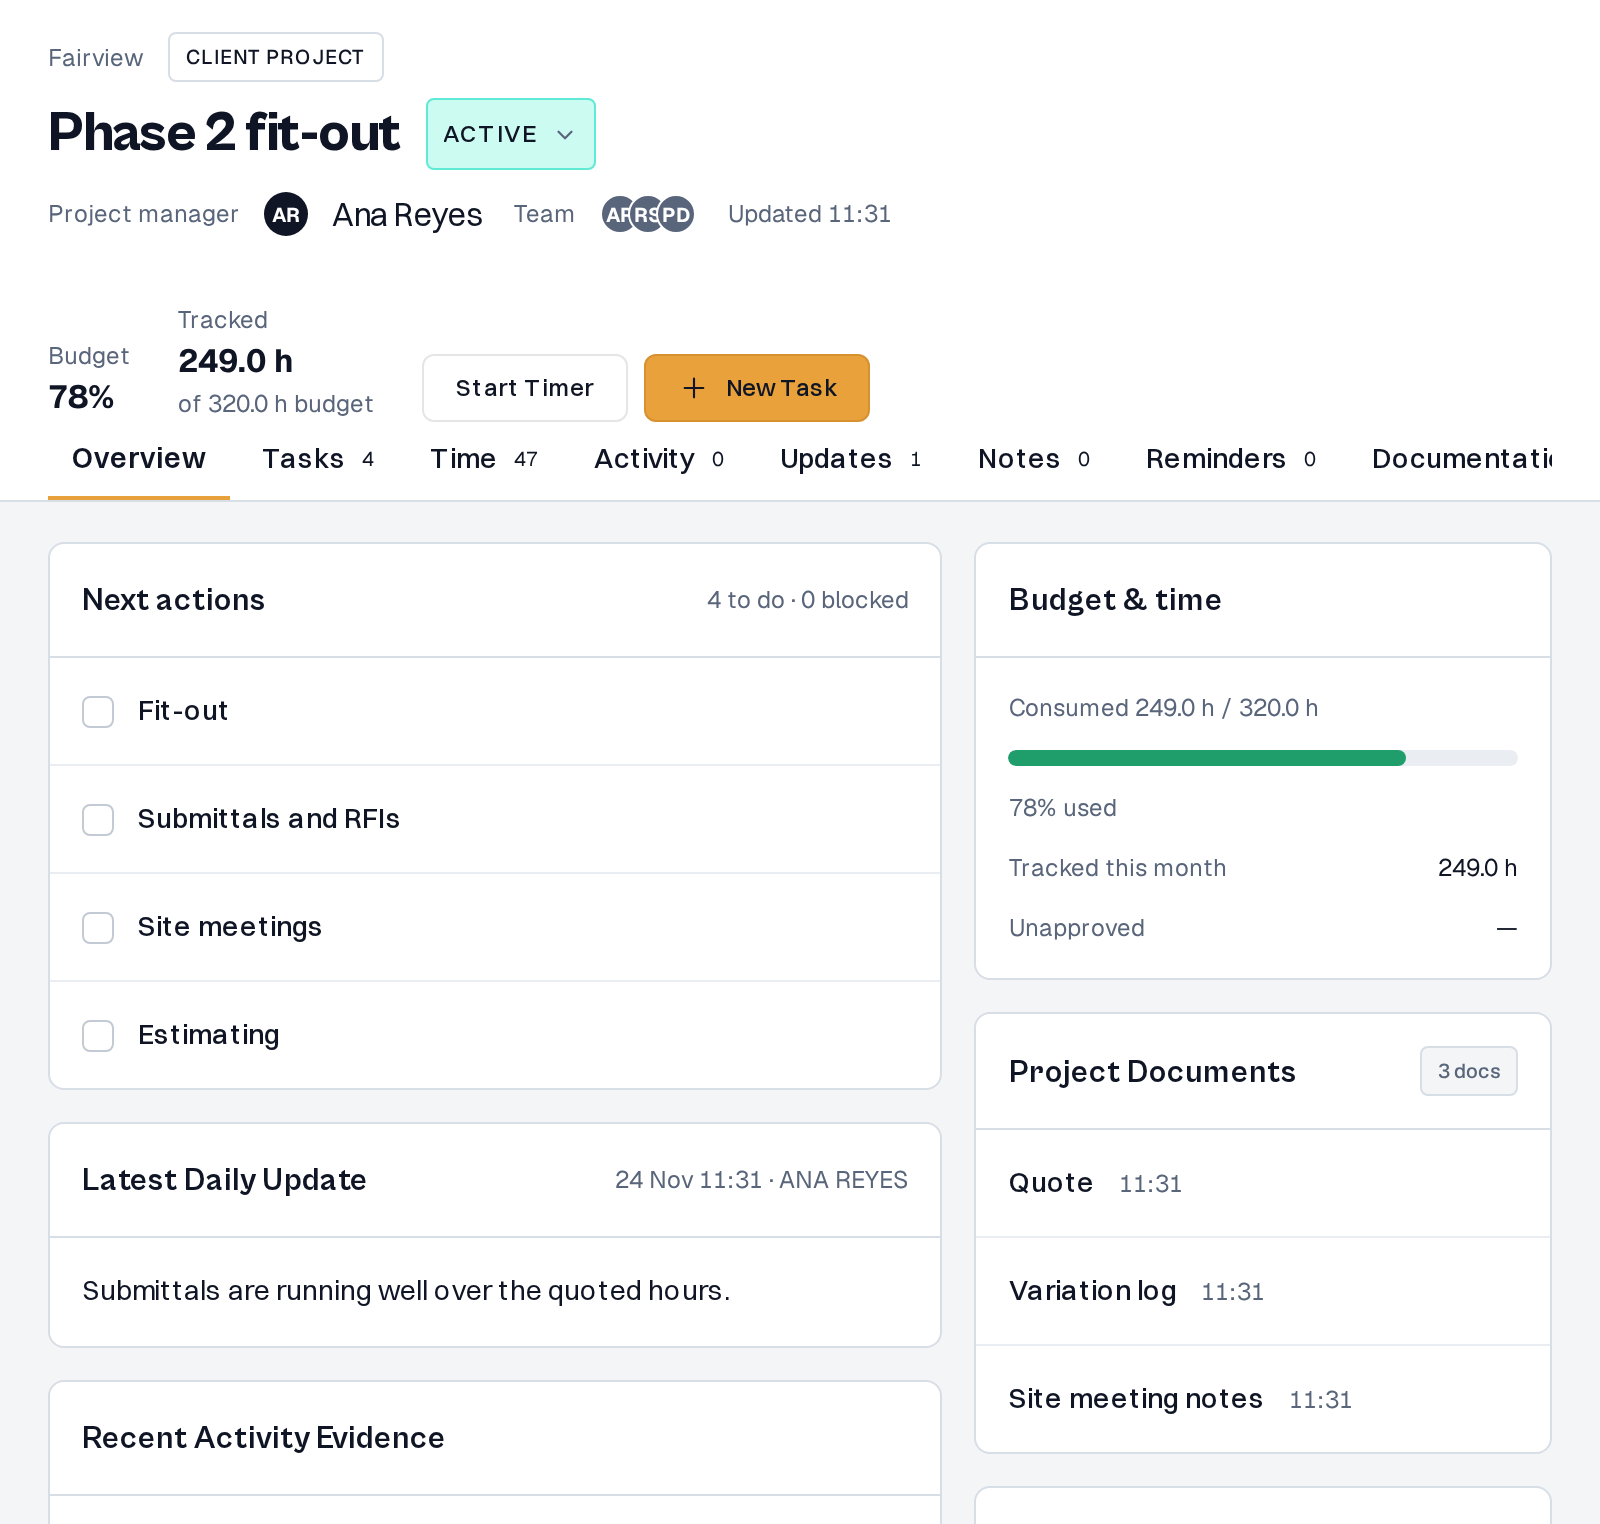 Fairview
CLIENT PROJECT
Phase 2 fit-out
ACTIVE
Project manager AR Ana Reyes Team AR RS PD Updated 11:31
Budget
78%
Tracked
249.0 h
of 320.0 h budget
Start Timer
New Task
Overview
Tasks 4
Time 47
Activity 0
Updates 1
Notes 0
Reminders 0
Documentati
Next actions
4 to do · 0 blocked
Fit-out
Submittals and RFIs
Site meetings
Estimating
Latest Daily Update
24 Nov 11:31 · ANA REYES
Submittals are running well over the quoted hours.
Recent Activity Evidence
Budget & time
Consumed 249.0 h / 320.0 h
78% used
Tracked this month 249.0 h
Unapproved —
Project Documents
3 docs
Quote 11:31
Variation log 11:31
Site meeting notes 11:31